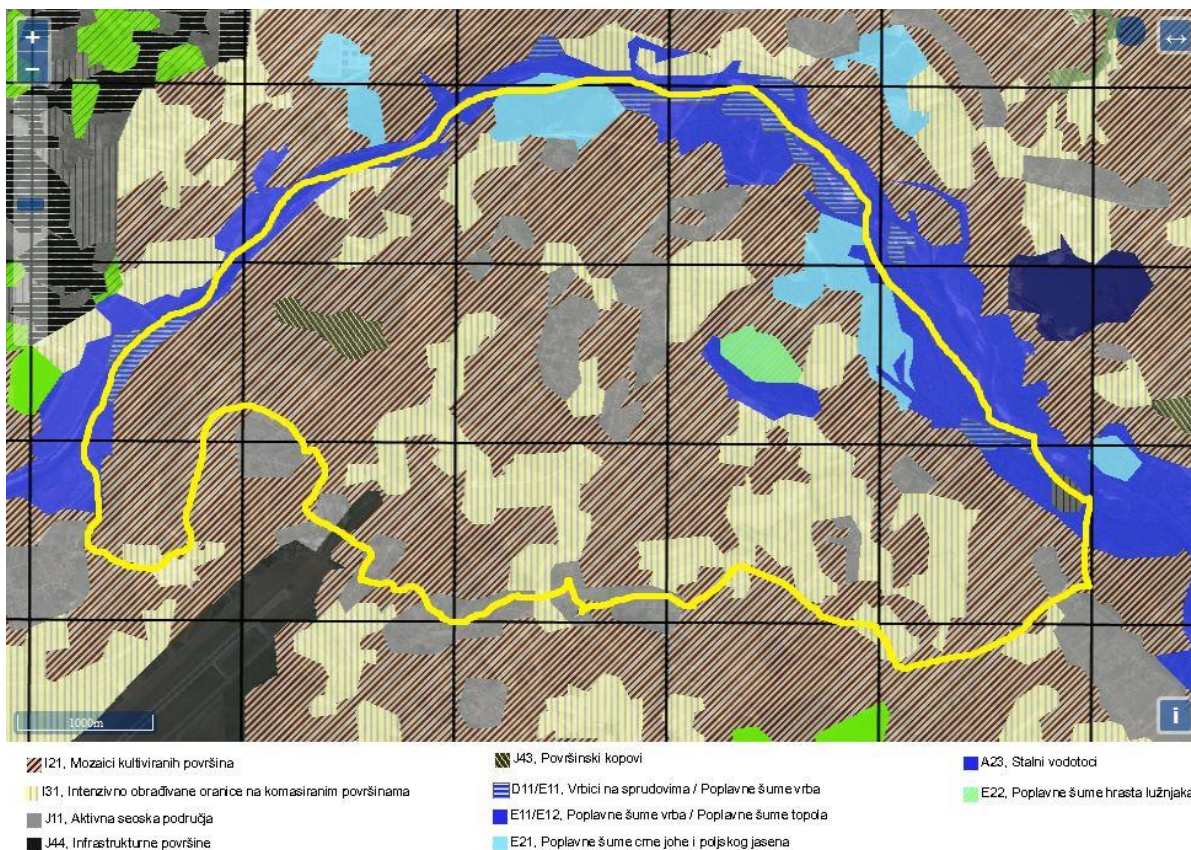 +
−
↔
1000m
i
I21, Mozaici kultiviranih površina
I31, Intenzivno obrađivane oranice na komasiranim površinama
J11, Aktivna seoska područja
J44, Infrastrukturne površine
J43, Površinski kopovi
D11/E11, Vrbici na sprudovima / Poplavne šume vrba
E11/E12, Poplavne šume vrba / Poplavne šume topola
E21, Poplavne šume crne johe i poljskog jasena
A23, Stalni vodotoci
E22, Poplavne šume hrasta lužnjaka